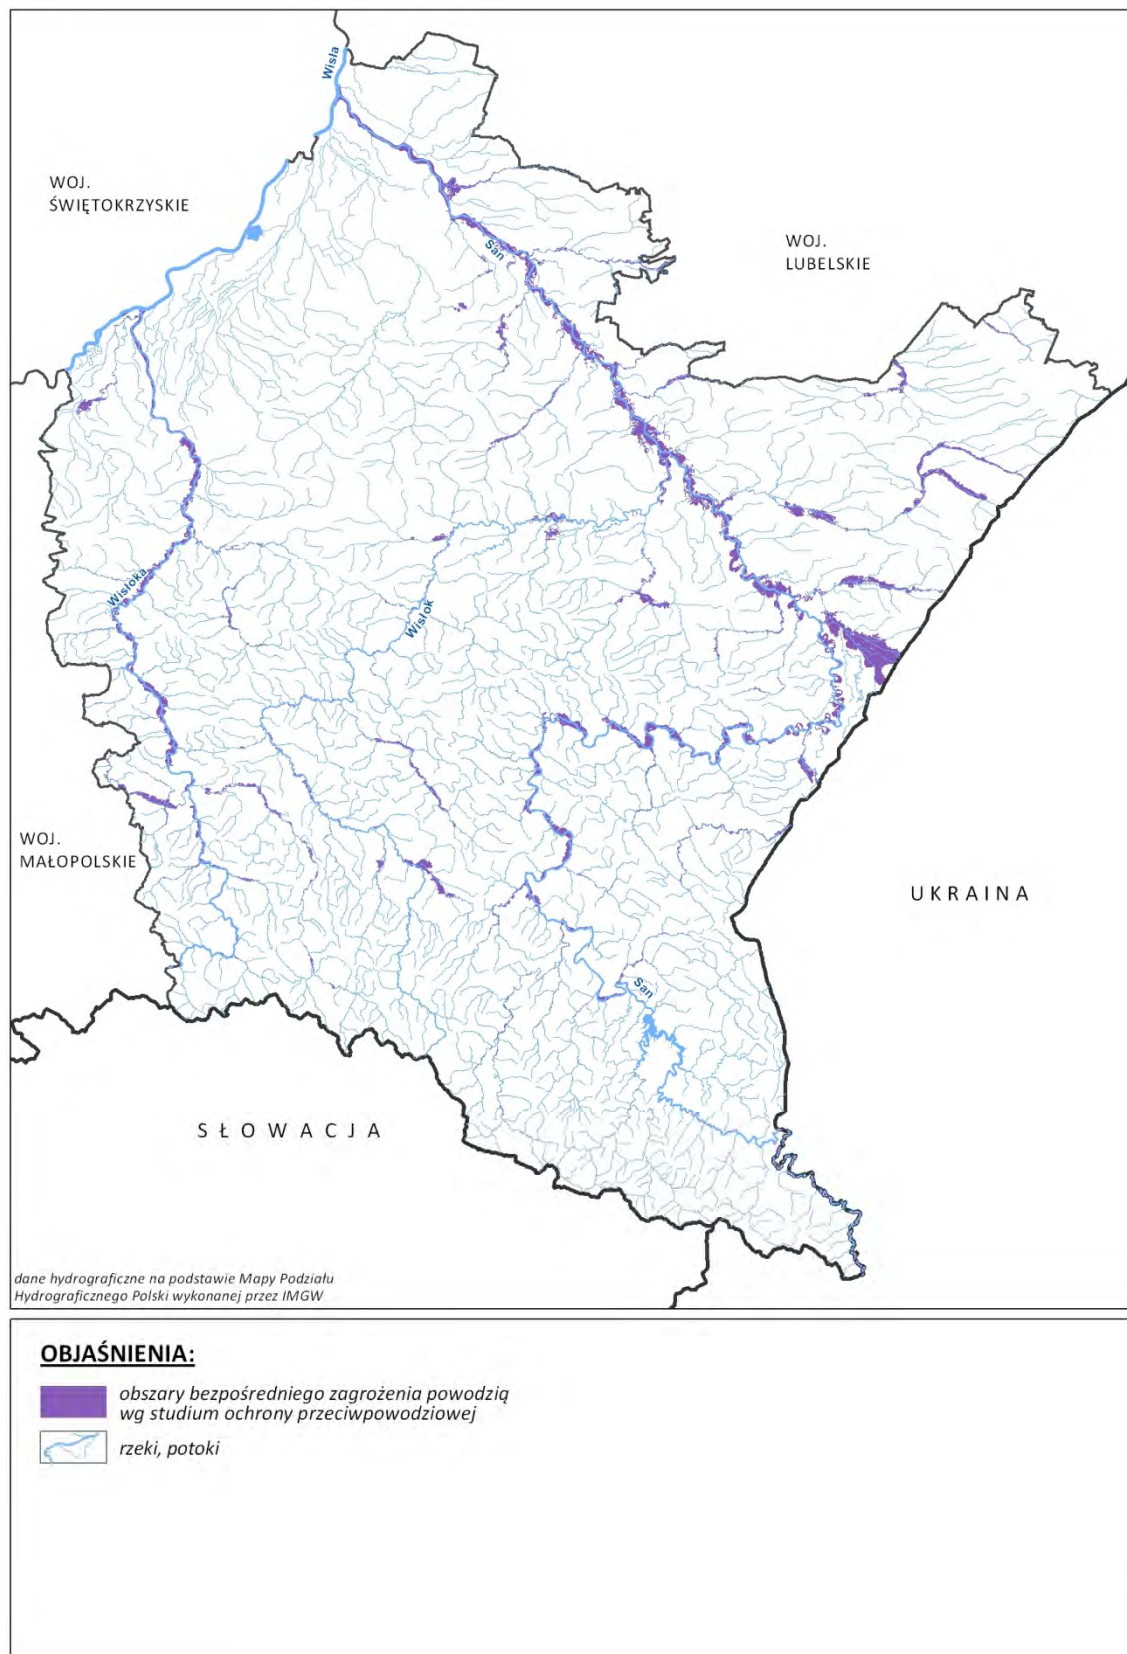 Wisła
WOJ.
ŚWIĘTOKRZYSKIE
WOJ.
LUBELSKIE
San
Wisłoka
Wisłok
WOJ.
MAŁOPOLSKIE
UKRAINA
San
SŁOWACJA
dane hydrograficzne na podstawie Mapy Podziału
Hydrograficznego Polski wykonanej przez IMGW
OBJAŚNIENIA:
obszary bezpośredniego zagrożenia powodzią
wg studium ochrony przeciwpowodziowej
rzeki, potoki